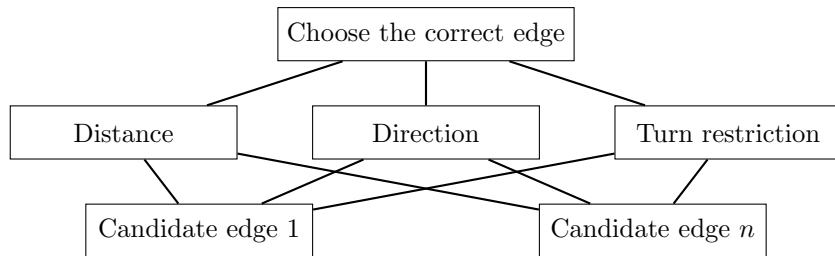 Choose the correct edge
Distance
Direction
Turn restriction
Candidate edge 1
Candidate edge n